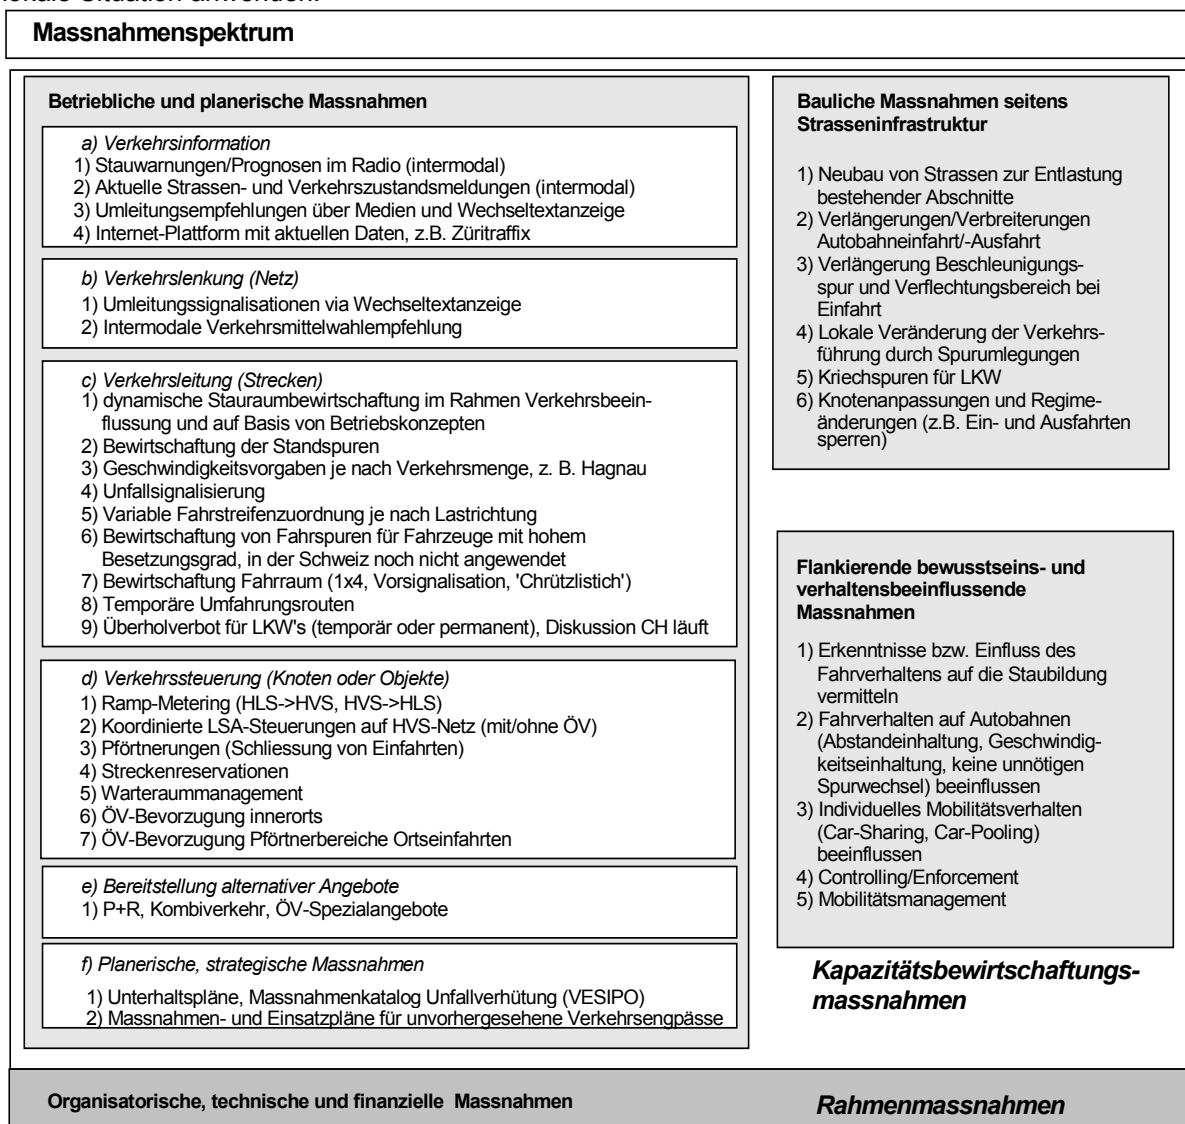 lokale Situation anwenden.
Massnahmenspektrum
Betriebliche und planerische Massnahmen
a) Verkehrsinformation
1) Stauwarnungen/Prognosen im Radio (intermodal)
2) Aktuelle Strassen- und Verkehrszustandsmeldungen (intermodal)
3) Umleitungsempfehlungen über Medien und Wechseltextanzeige
4) Internet-Plattform mit aktuellen Daten, z.B. Züritraffix
b) Verkehrslenkung (Netz)
1) Umleitungssignalisationen via Wechseltextanzeige
2) Intermodale Verkehrsmittelwahlempfehlung
c) Verkehrsleitung (Strecken)
1) dynamische Stauraumbewirtschaftung im Rahmen Verkehrsbeein-
flussung und auf Basis von Betriebskonzepten
2) Bewirtschaftung der Standspuren
3) Geschwindigkeitsvorgaben je nach Verkehrsmenge, z. B. Hagnau
4) Unfallsignalisierung
5) Variable Fahrstreifenzuordnung je nach Lastrichtung
6) Bewirtschaftung von Fahrspuren für Fahrzeuge mit hohem
Besetzungsgrad, in der Schweiz noch nicht angewendet
7) Bewirtschaftung Fahrraum (1x4, Vorsignalisation, 'Chrützlistich')
8) Temporäre Umfahrungsrouten
9) Überholverbot für LKW's (temporär oder permanent), Diskussion CH läuft
d) Verkehrssteuerung (Knoten oder Objekte)
1) Ramp-Metering (HLS->HVS, HVS->HLS)
2) Koordinierte LSA-Steuerungen auf HVS-Netz (mit/ohne ÖV)
3) Pförtnerungen (Schliessung von Einfahrten)
4) Streckenreservationen
5) Warteraummanagement
6) ÖV-Bevorzugung innerorts
7) ÖV-Bevorzugung Pförtnerbereiche Ortseinfahrten
e) Bereitstellung alternativer Angebote
1) P+R, Kombiverkehr, ÖV-Spezialangebote
f) Planerische, strategische Massnahmen
1) Unterhaltspläne, Massnahmenkatalog Unfallverhütung (VESIPO)
2) Massnahmen- und Einsatzpläne für unvorhergesehene Verkehrsengpässe
Bauliche Massnahmen seitens
Strasseninfrastruktur
1) Neubau von Strassen zur Entlastung
bestehender Abschnitte
2) Verlängerungen/Verbreiterungen
Autobahneinfahrt/-Ausfahrt
3) Verlängerung Beschleunigungs-
spur und Verflechtungsbereich bei
Einfahrt
4) Lokale Veränderung der Verkehrs-
führung durch Spurumlegungen
5) Kriechspuren für LKW
6) Knotenanpassungen und Regime-
änderungen (z.B. Ein- und Ausfahrten
sperren)
Flankierende bewusstseins- und
verhaltensbeeinflussende
Massnahmen
1) Erkenntnisse bzw. Einfluss des
Fahrverhaltens auf die Staubildung
vermitteln
2) Fahrverhalten auf Autobahnen
(Abstandeinhaltung, Geschwindig-
keitseinhaltung, keine unnötigen
Spurwechsel) beeinflussen
3) Individuelles Mobilitätsverhalten
(Car-Sharing, Car-Pooling)
beeinflussen
4) Controlling/Enforcement
5) Mobilitätsmanagement
Kapazitätsbewirtschaftungs-
massnahmen
Organisatorische, technische und finanzielle Massnahmen
Rahmenmassnahmen